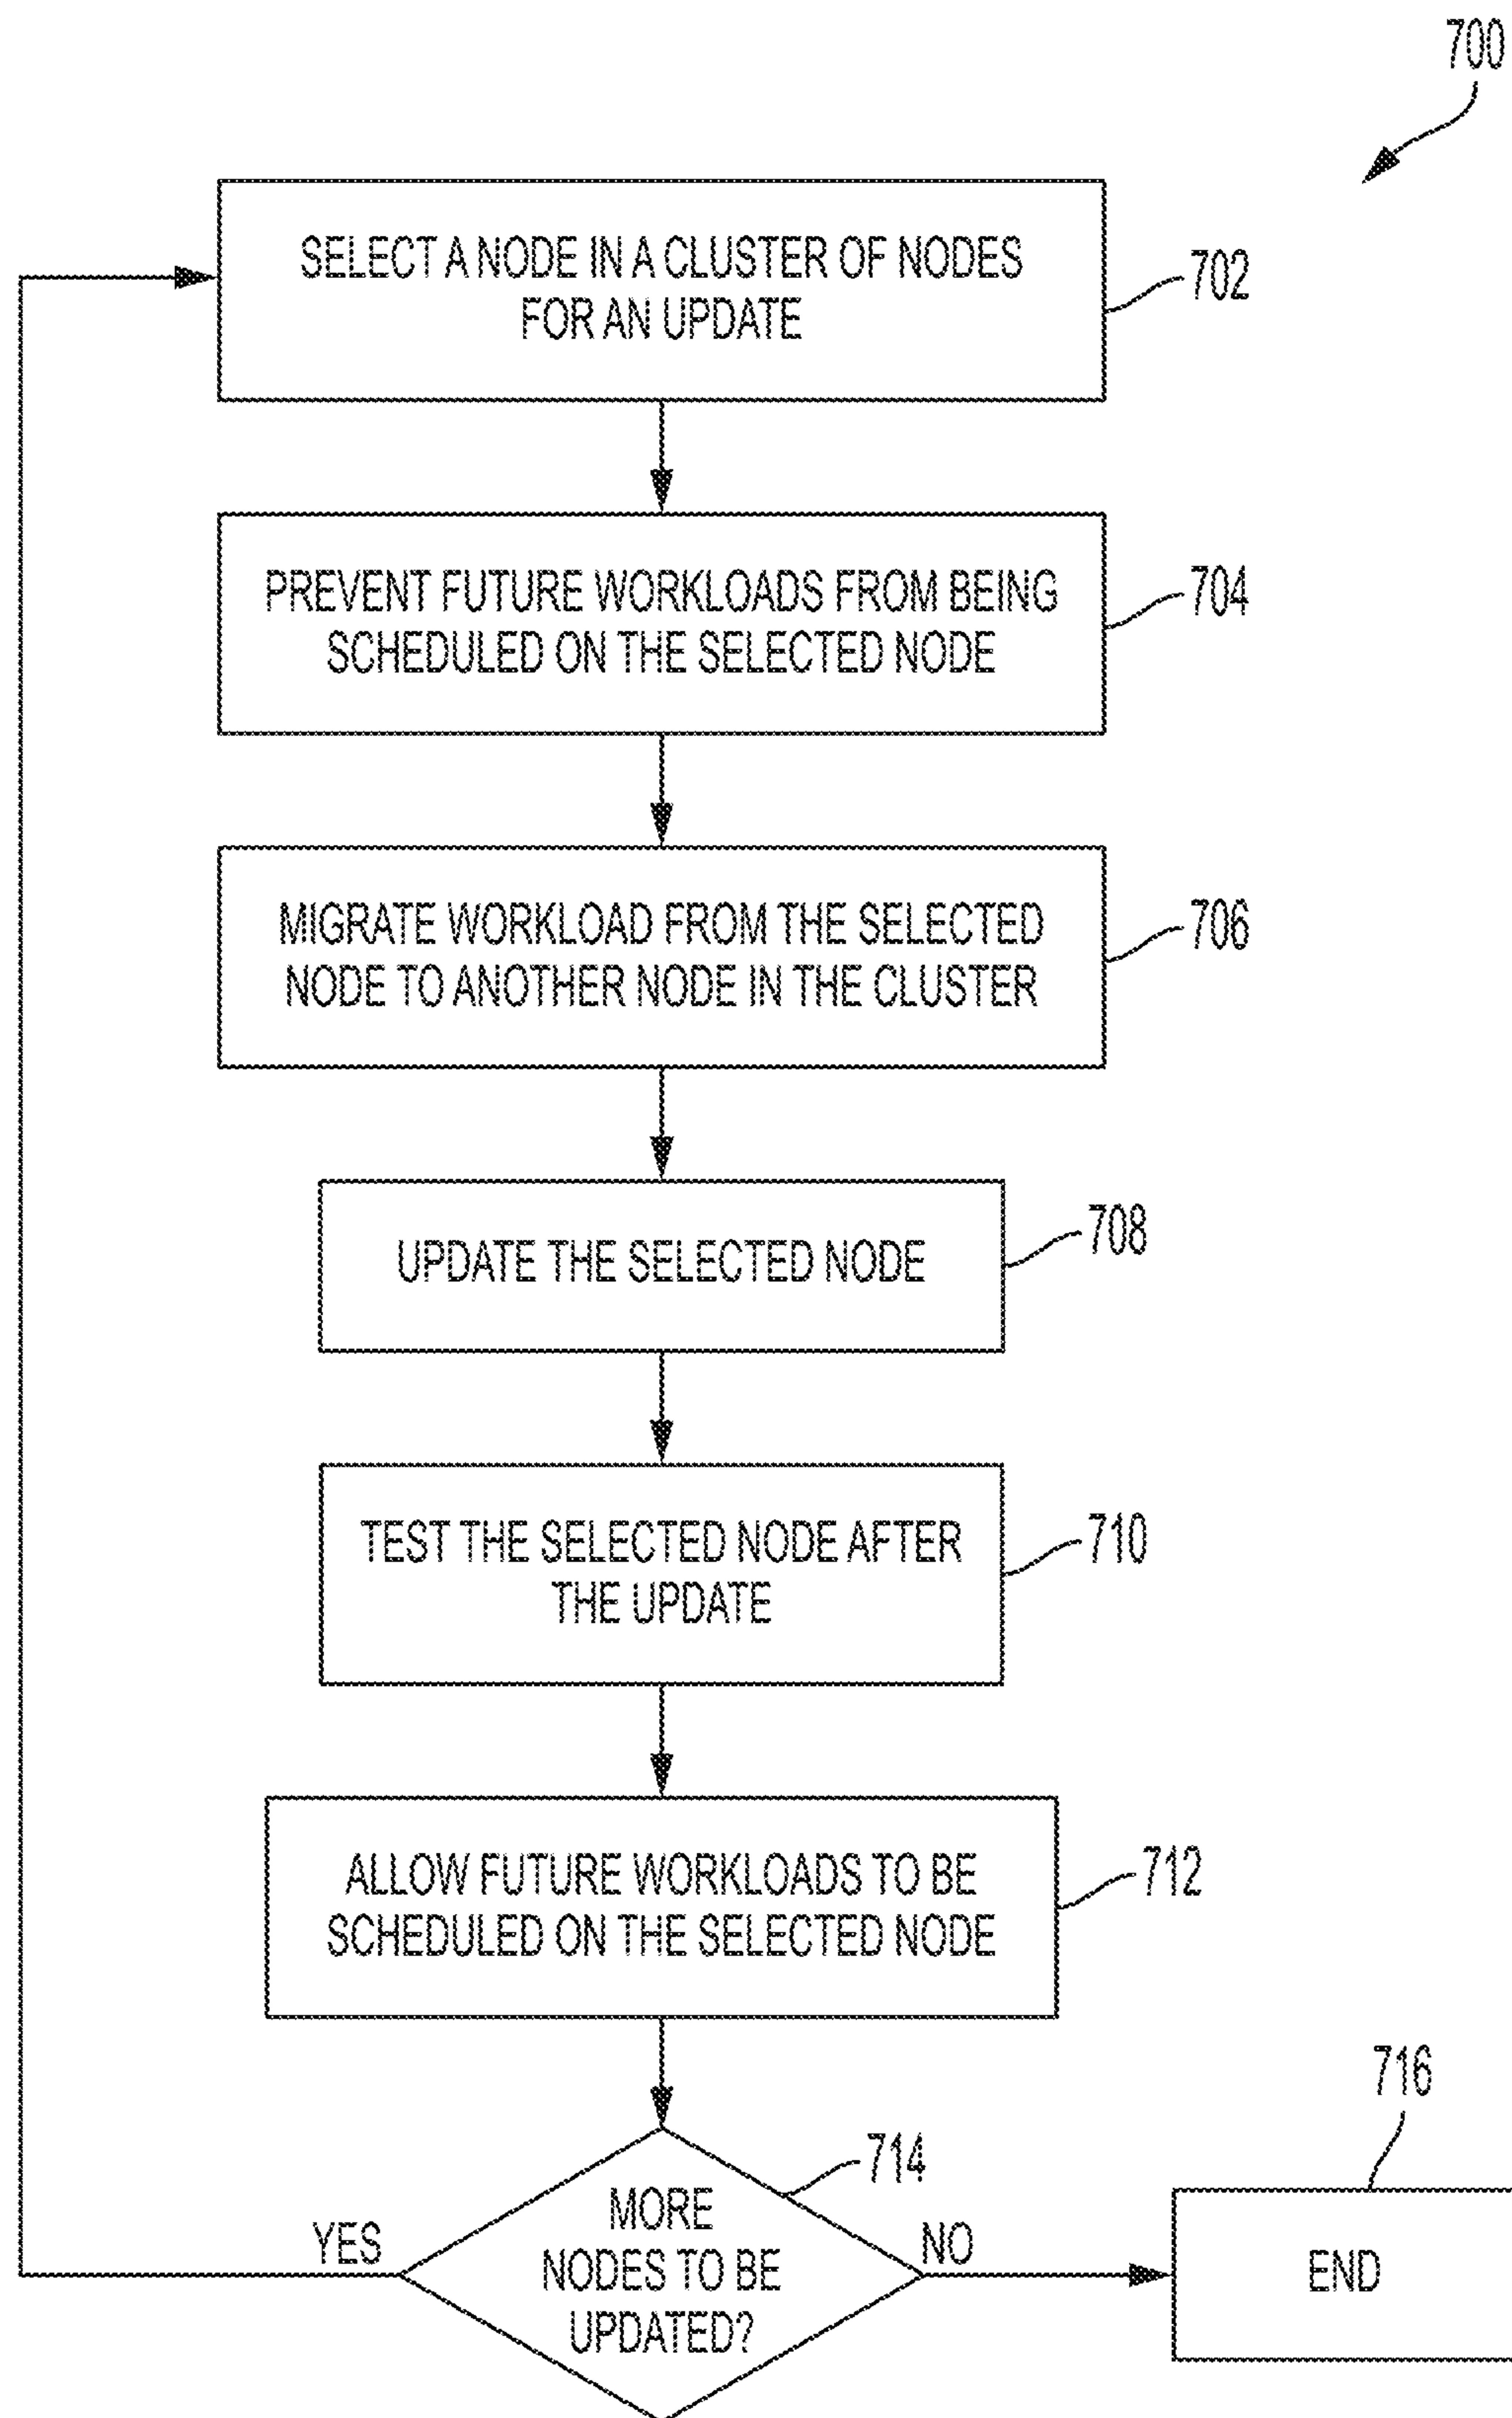 700
SELECT A NODE IN A CLUSTER OF NODES
FOR AN UPDATE
702
PREVENT FUTURE WORKLOADS FROM BEING
SCHEDULED ON THE SELECTED NODE
704
MIGRATE WORKLOAD FROM THE SELECTED
NODE TO ANOTHER NODE IN THE CLUSTER
706
UPDATE THE SELECTED NODE
708
TEST THE SELECTED NODE AFTER
THE UPDATE
710
ALLOW FUTURE WORKLOADS TO BE
SCHEDULED ON THE SELECTED NODE
712
714
MORE
NODES TO BE
UPDATED?
YES
NO
716
END